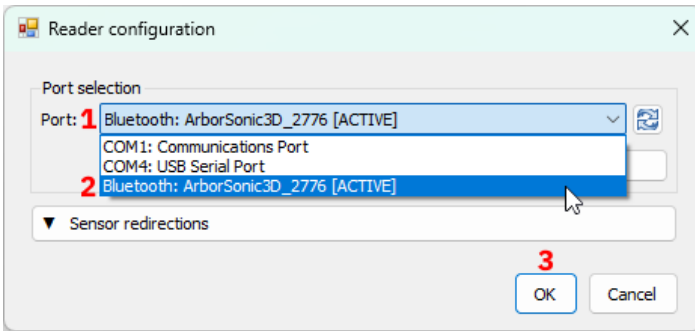 Reader configuration
Port selection
Port: 1 Bluetooth: ArborSonic3D_2776 [ACTIVE]
COM1: Communications Port
COM4: USB Serial Port
2 Bluetooth: ArborSonic3D_2776 [ACTIVE]
▼ Sensor redirections
3
OK Cancel